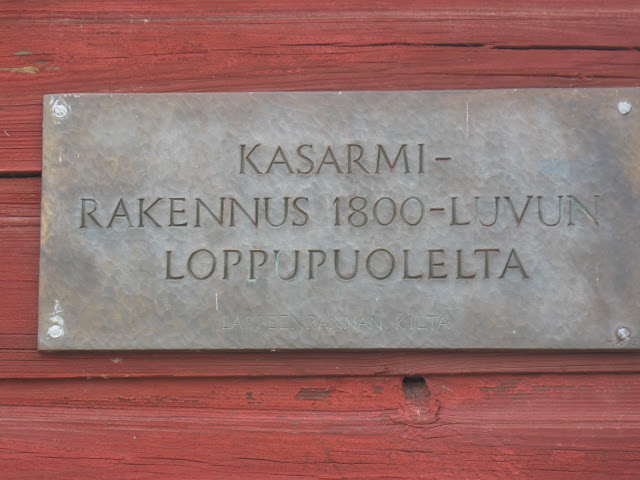 KASARMI-
RAKENNUS 1800-LUVUN
LOPPUPUOLELTA
LAPPEENRANNAN KILTA